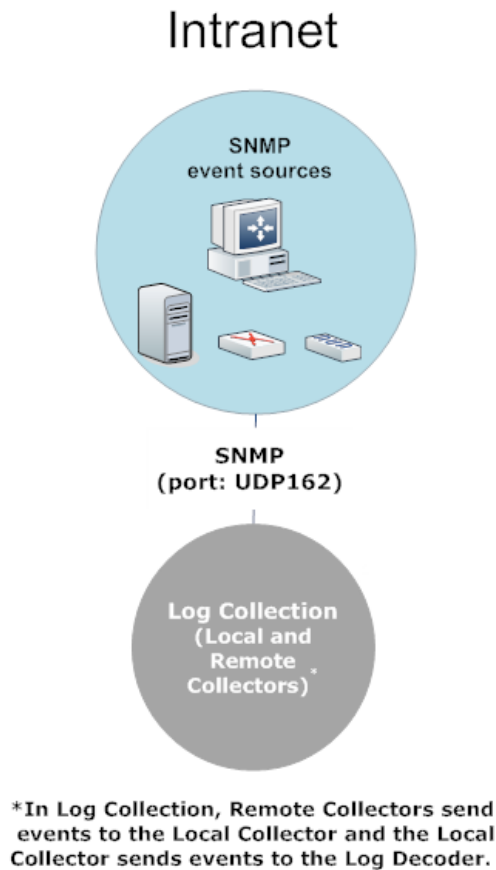 Intranet
SNMP
event sources
SNMP
(port: UDP162)
Log Collection
(Local and
Remote
Collectors)*
*In Log Collection, Remote Collectors send
events to the Local Collector and the Local
Collector sends events to the Log Decoder.